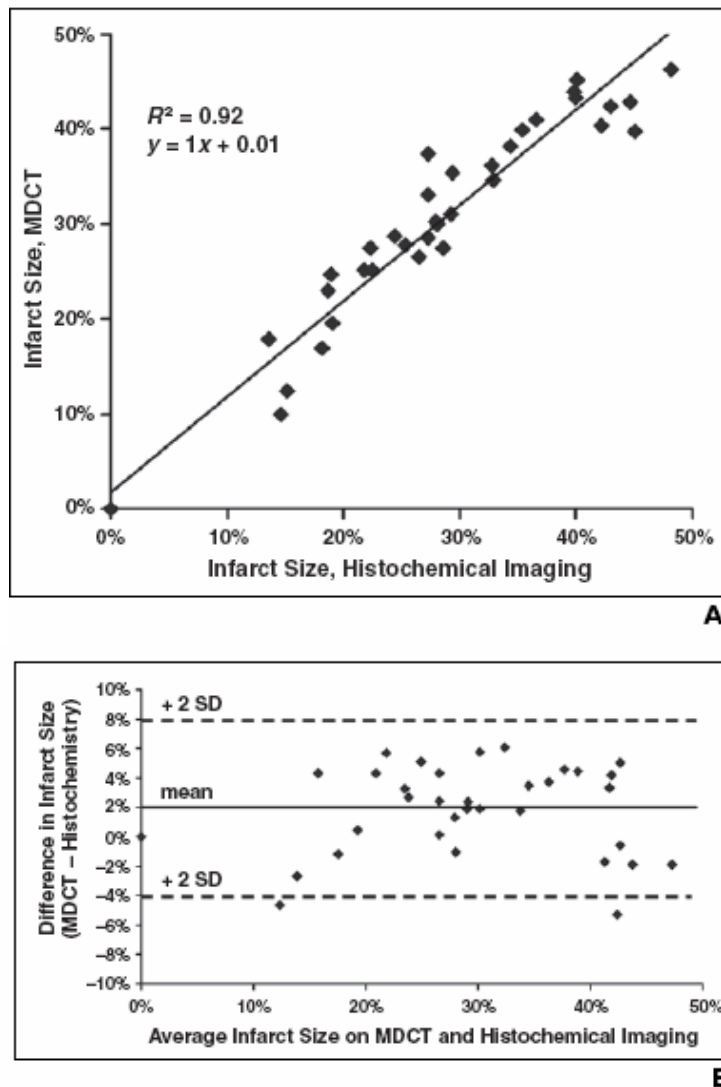 50%
40%
30%
20%
10%
0%
R² = 0.92
y = 1x + 0.01
Infarct Size, MDCT
0% 10% 20% 30% 40% 50%
Infarct Size, Histochemical Imaging
A
10%
8%
6%
4%
2%
0%
–2%
–4%
–6%
–8%
–10%
+ 2 SD
mean
+ 2 SD
Difference in Infarct Size
(MDCT – Histochemistry)
0% 10% 20% 30% 40% 50%
Average Infarct Size on MDCT and Histochemical Imaging